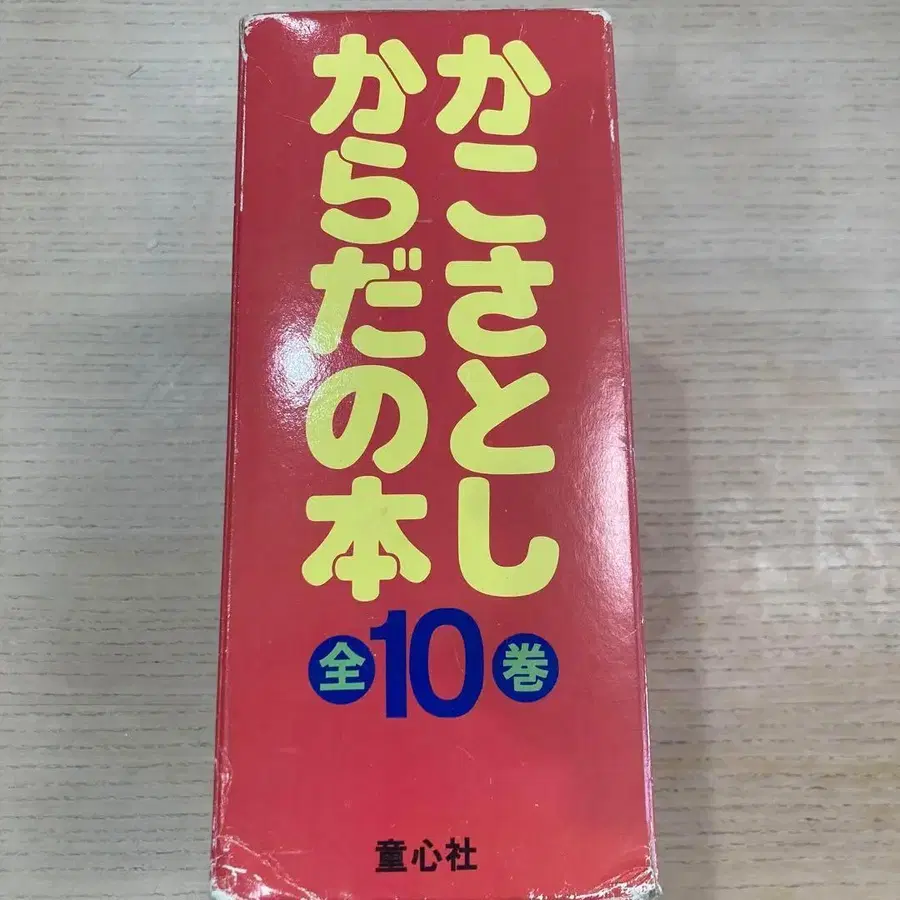 かこさとし
からだの本
全10巻
童心社